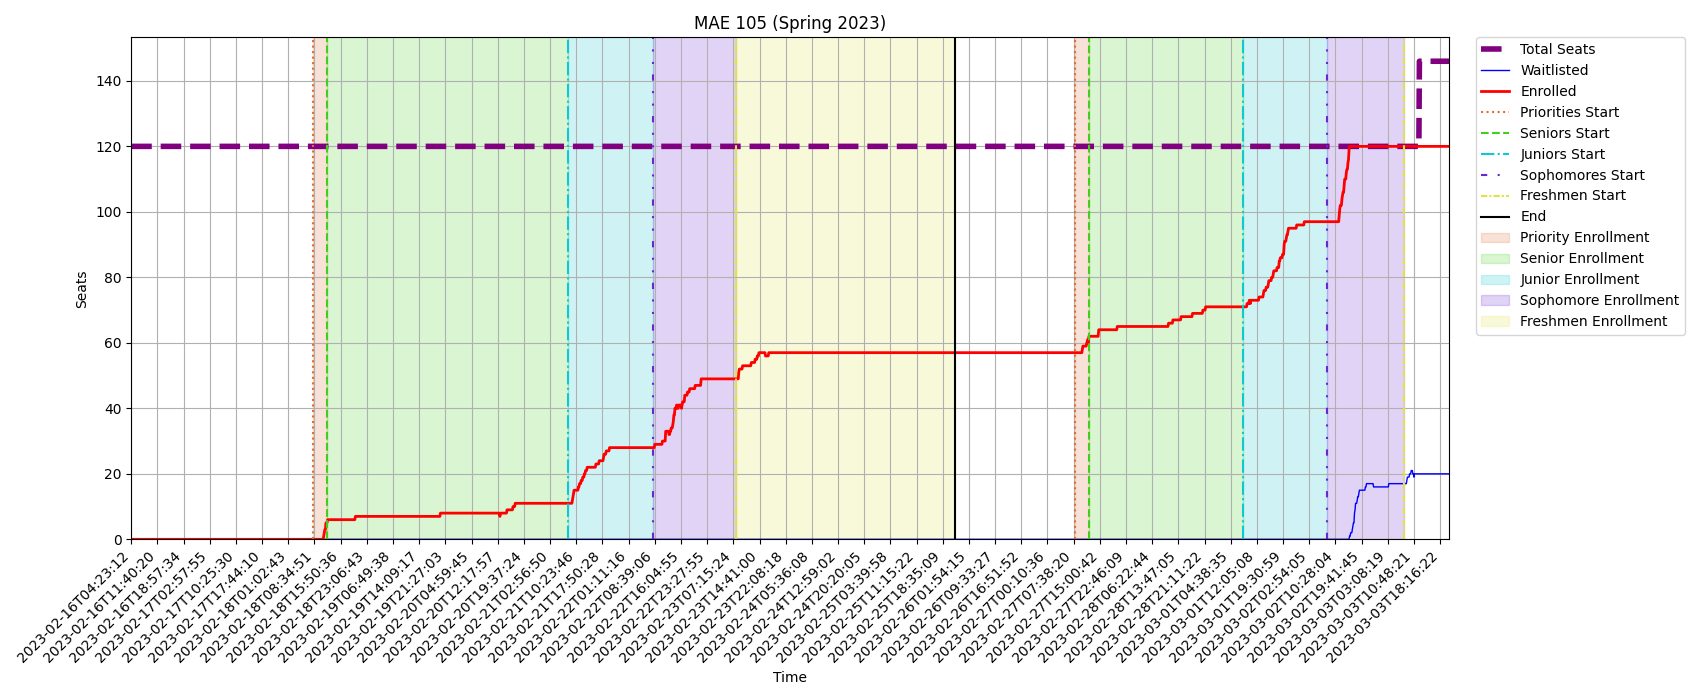 MAE 105 (Spring 2023)
Seats
140
120
100
80
60
40
20
0
2023-02-16T04:23:12
2023-02-16T11:40:20
2023-02-16T18:57:34
2023-02-17T02:57:55
2023-02-17T10:25:30
2023-02-17T17:44:10
2023-02-18T01:02:43
2023-02-18T08:34:51
2023-02-18T15:50:36
2023-02-18T23:06:43
2023-02-19T06:49:38
2023-02-19T14:09:17
2023-02-19T21:27:03
2023-02-20T04:59:45
2023-02-20T12:17:57
2023-02-20T19:37:24
2023-02-21T02:56:50
2023-02-21T10:23:46
2023-02-21T17:50:28
2023-02-22T01:11:16
2023-02-22T08:39:06
2023-02-22T16:04:55
2023-02-22T23:27:55
2023-02-23T07:15:24
2023-02-23T14:41:00
2023-02-23T22:08:18
2023-02-24T05:36:08
2023-02-24T12:59:02
2023-02-24T20:20:05
2023-02-25T03:39:58
2023-02-25T11:15:22
2023-02-25T18:35:09
2023-02-26T01:54:15
2023-02-26T09:33:27
2023-02-26T16:51:52
2023-02-27T00:10:36
2023-02-27T07:38:20
2023-02-27T15:00:42
2023-02-27T22:46:09
2023-02-28T06:22:44
2023-02-28T13:47:05
2023-02-28T21:11:22
2023-03-01T04:38:35
2023-03-01T12:05:08
2023-03-01T19:30:59
2023-03-02T02:54:05
2023-03-02T10:28:04
2023-03-02T19:41:45
2023-03-03T03:08:19
2023-03-03T10:48:21
2023-03-03T18:16:22
Time
Total Seats
Waitlisted
Enrolled
Priorities Start
Seniors Start
Juniors Start
Sophomores Start
Freshmen Start
End
Priority Enrollment
Senior Enrollment
Junior Enrollment
Sophomore Enrollment
Freshmen Enrollment